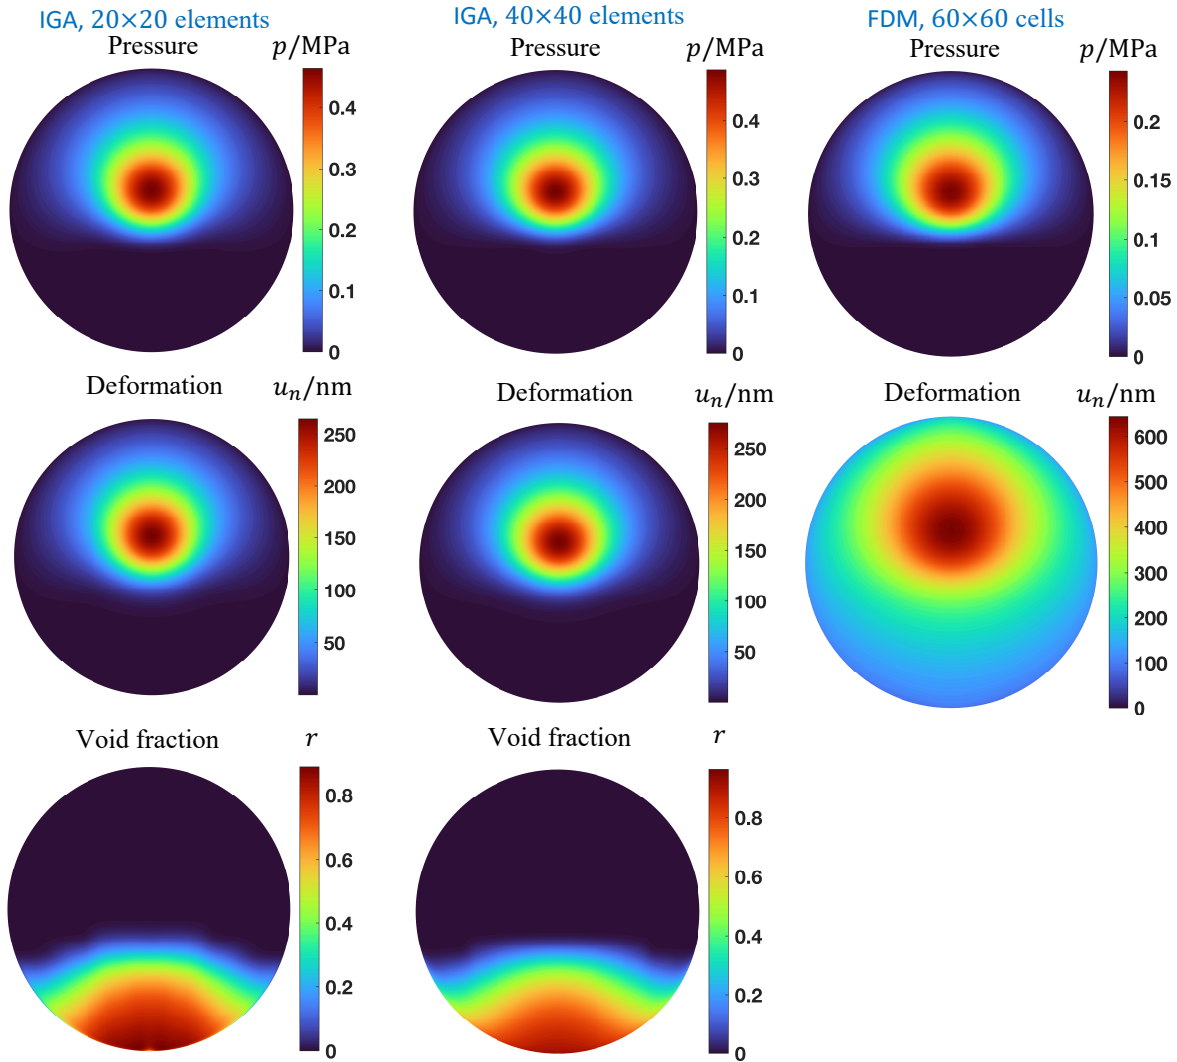 IGA, 20×20 elements
Pressure
p/MPa
0.4
0.3
0.2
0.1
0
IGA, 40×40 elements
Pressure
p/MPa
0.4
0.3
0.2
0.1
0
FDM, 60×60 cells
Pressure
p/MPa
0.2
0.15
0.1
0.05
0
Deformation
u_n/nm
250
200
150
100
50
Deformation
u_n/nm
250
200
150
100
50
Deformation
u_n/nm
600
500
400
300
200
100
0
Void fraction
r
0.8
0.6
0.4
0.2
0
Void fraction
r
0.8
0.6
0.4
0.2
0